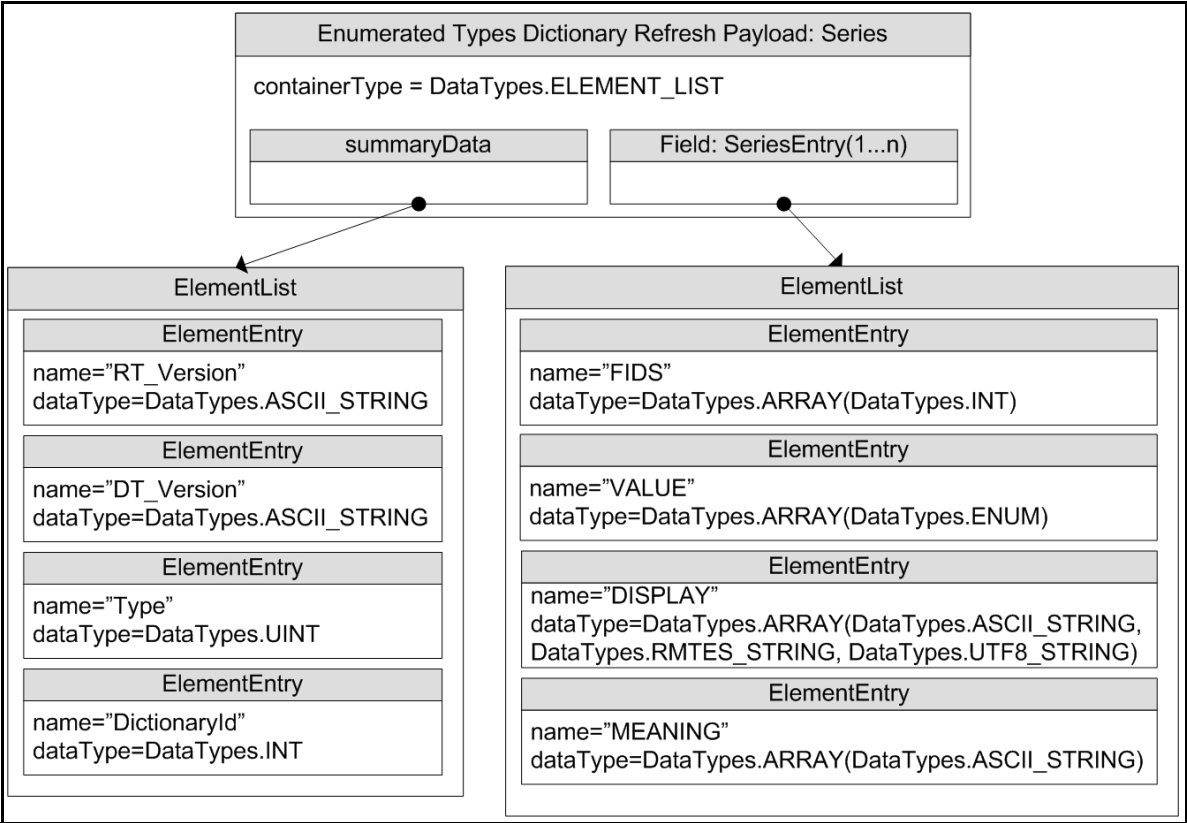 Enumerated Types Dictionary Refresh Payload: Series
containerType = DataTypes.ELEMENT_LIST
summaryData
Field: SeriesEntry(1...n)
ElementList
ElementEntry
name=”RT_Version”
dataType=DataTypes.ASCII_STRING
ElementEntry
name=”DT_Version”
dataType=DataTypes.ASCII_STRING
ElementEntry
name=”Type”
dataType=DataTypes.UINT
ElementEntry
name=”DictionaryId”
dataType=DataTypes.INT
ElementList
ElementEntry
name=”FIDS”
dataType=DataTypes.ARRAY(DataTypes.INT)
ElementEntry
name=”VALUE”
dataType=DataTypes.ARRAY(DataTypes.ENUM)
ElementEntry
name=”DISPLAY”
dataType=DataTypes.ARRAY(DataTypes.ASCII_STRING,
DataTypes.RMTES_STRING, DataTypes.UTF8_STRING)
ElementEntry
name=”MEANING”
dataType=DataTypes.ARRAY(DataTypes.ASCII_STRING)